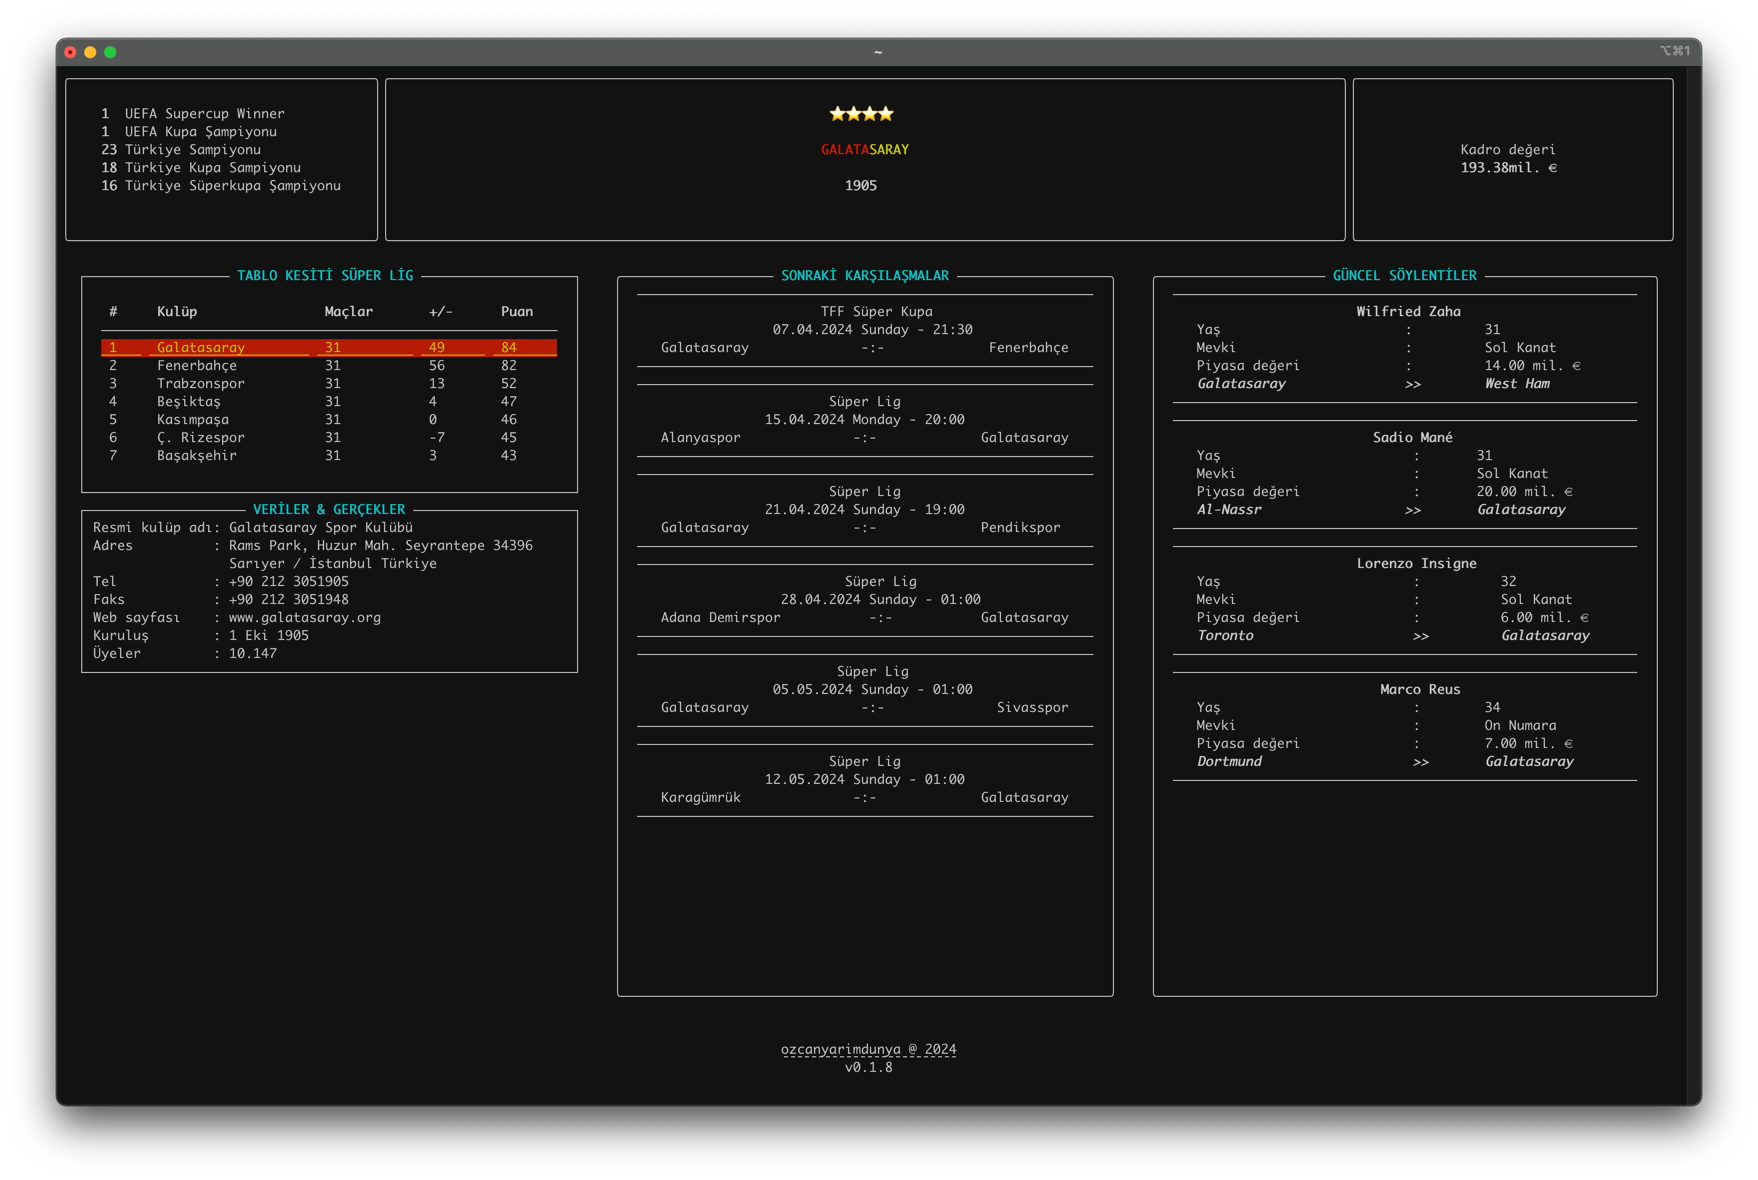 ~
⌥⌘1
1 UEFA Supercup Winner
1 UEFA Kupa Şampiyonu
23 Türkiye Sampiyonu
18 Türkiye Kupa Sampiyonu
16 Türkiye Süperkupa Şampiyonu
GALATASARAY
1905
Kadro değeri
193.38mil. €
TABLO KESİTİ SÜPER LİG
# Kulüp Maçlar +/- Puan
1 Galatasaray 31 49 84
2 Fenerbahçe 31 56 82
3 Trabzonspor 31 13 52
4 Beşiktaş 31 4 47
5 Kasımpaşa 31 0 46
6 Ç. Rizespor 31 -7 45
7 Başakşehir 31 3 43
VERİLER & GERÇEKLER
Resmi kulüp adı: Galatasaray Spor Kulübü
Adres : Rams Park, Huzur Mah. Seyrantepe 34396
Sarıyer / İstanbul Türkiye
Tel : +90 212 3051905
Faks : +90 212 3051948
Web sayfası : www.galatasaray.org
Kuruluş : 1 Eki 1905
Üyeler : 10.147
SONRAKİ KARŞILAŞMALAR
TFF Süper Kupa
07.04.2024 Sunday - 21:30
Galatasaray -:- Fenerbahçe
Süper Lig
15.04.2024 Monday - 20:00
Alanyaspor -:- Galatasaray
Süper Lig
21.04.2024 Sunday - 19:00
Galatasaray -:- Pendikspor
Süper Lig
28.04.2024 Sunday - 01:00
Adana Demirspor -:- Galatasaray
Süper Lig
05.05.2024 Sunday - 01:00
Galatasaray -:- Sivasspor
Süper Lig
12.05.2024 Sunday - 01:00
Karagümrük -:- Galatasaray
GÜNCEL SÖYLENTİLER
Wilfried Zaha
Yaş : 31
Mevki : Sol Kanat
Piyasa değeri : 14.00 mil. €
Galatasaray >> West Ham
Sadio Mané
Yaş : 31
Mevki : Sol Kanat
Piyasa değeri : 20.00 mil. €
Al-Nassr >> Galatasaray
Lorenzo Insigne
Yaş : 32
Mevki : Sol Kanat
Piyasa değeri : 6.00 mil. €
Toronto >> Galatasaray
Marco Reus
Yaş : 34
Mevki : On Numara
Piyasa değeri : 7.00 mil. €
Dortmund >> Galatasaray
ozcanyarimdunya @ 2024
v0.1.8